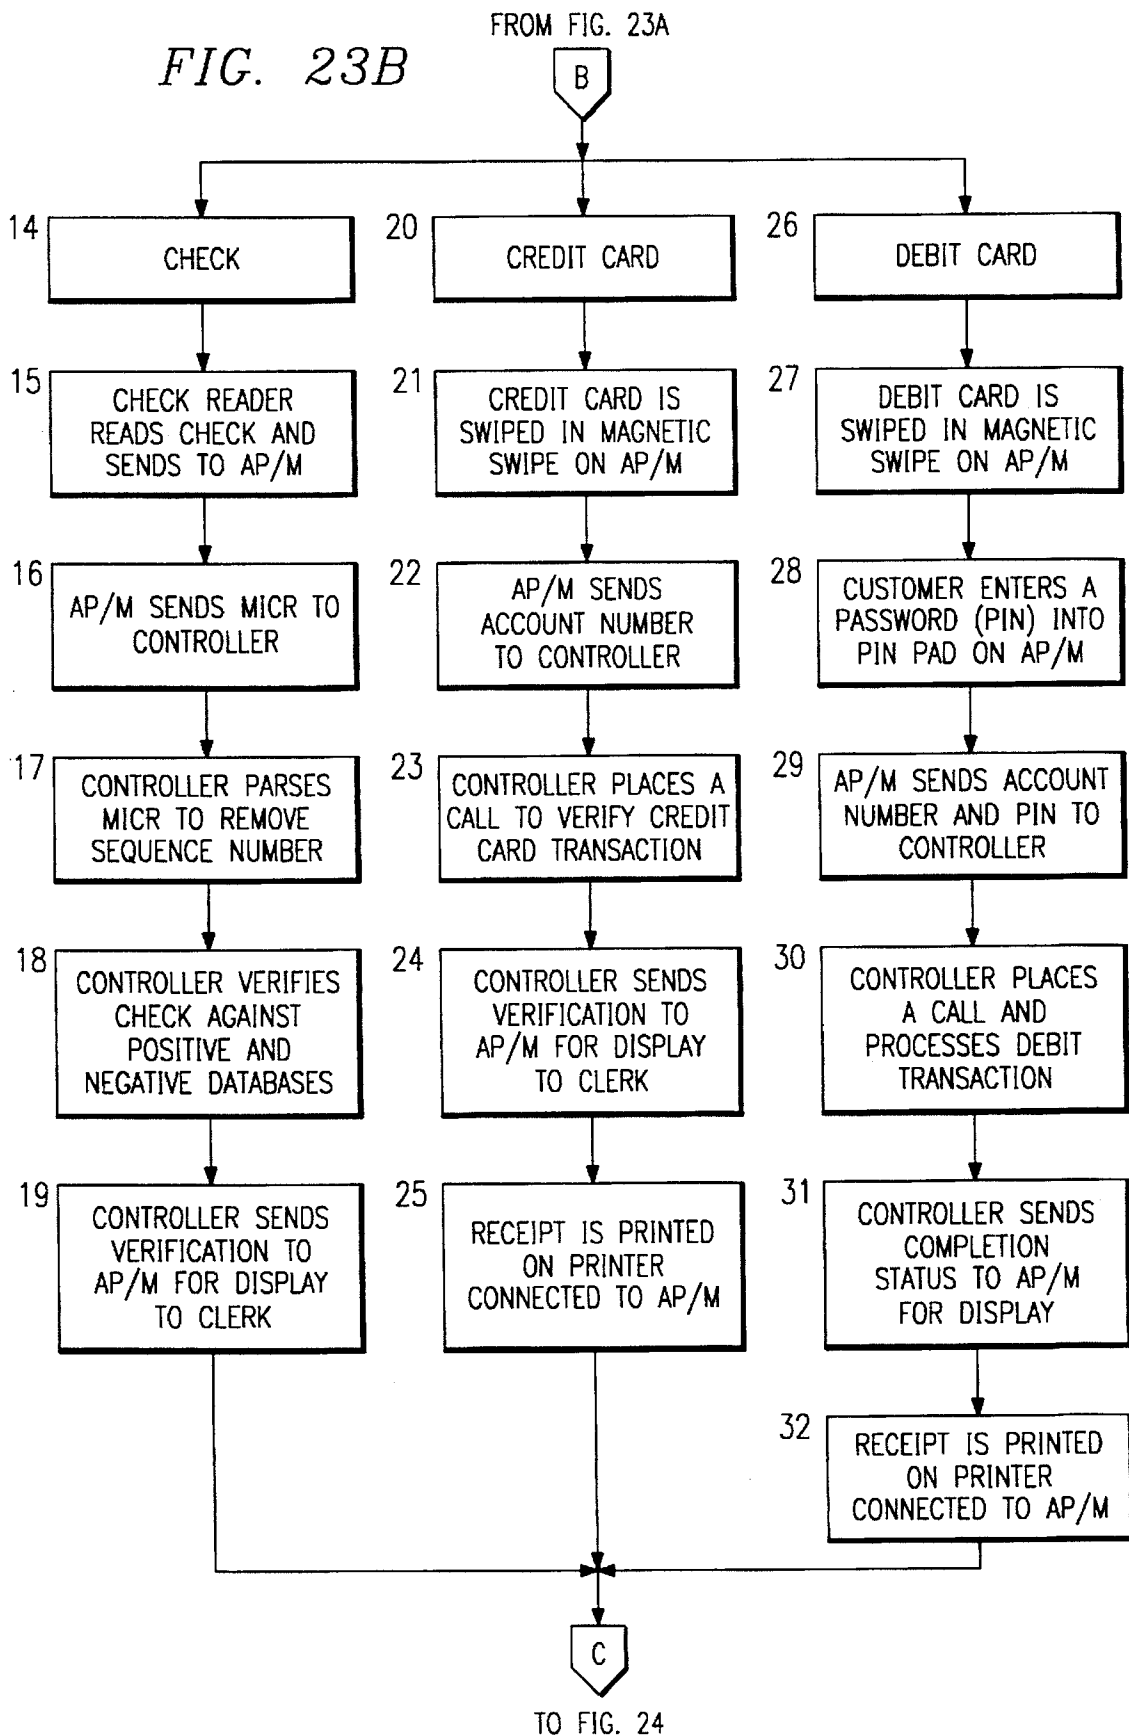 FROM FIG. 23A
FIG. 23B
B
14
CHECK
15
CHECK READER
READS CHECK AND
SENDS TO AP/M
16
AP/M SENDS MICR TO
CONTROLLER
17
CONTROLLER PARSES
MICR TO REMOVE
SEQUENCE NUMBER
18
CONTROLLER VERIFIES
CHECK AGAINST
POSITIVE AND
NEGATIVE DATABASES
19
CONTROLLER SENDS
VERIFICATION TO
AP/M FOR DISPLAY
TO CLERK
20
CREDIT CARD
21
CREDIT CARD IS
SWIPED IN MAGNETIC
SWIPE ON AP/M
22
AP/M SENDS
ACCOUNT NUMBER
TO CONTROLLER
23
CONTROLLER PLACES A
CALL TO VERIFY CREDIT
CARD TRANSACTION
24
CONTROLLER SENDS
VERIFICATION TO
AP/M FOR DISPLAY
TO CLERK
25
RECEIPT IS PRINTED
ON PRINTER
CONNECTED TO AP/M
26
DEBIT CARD
27
DEBIT CARD IS
SWIPED IN MAGNETIC
SWIPE ON AP/M
28
CUSTOMER ENTERS A
PASSWORD (PIN) INTO
PIN PAD ON AP/M
29
AP/M SENDS ACCOUNT
NUMBER AND PIN TO
CONTROLLER
30
CONTROLLER PLACES
A CALL AND
PROCESSES DEBIT
TRANSACTION
31
CONTROLLER SENDS
COMPLETION
STATUS TO AP/M
FOR DISPLAY
32
RECEIPT IS PRINTED
ON PRINTER
CONNECTED TO AP/M
C
TO FIG. 24